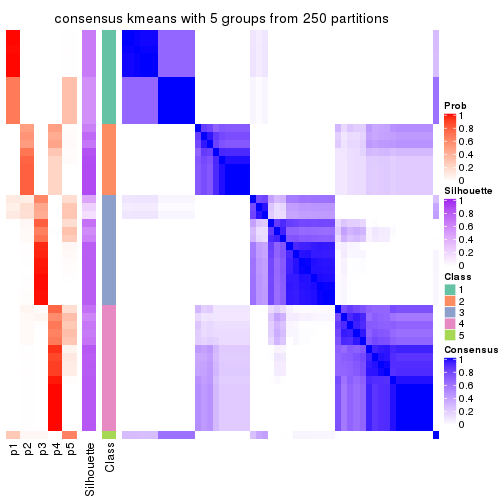 consensus kmeans with 5 groups from 250 partitions
Prob
1
0.8
0.6
0.4
0.2
0
Silhouette
1
0.8
0.6
0.4
0.2
0
Class
1
2
3
4
5
Consensus
1
0.8
0.6
0.4
0.2
0
p1
p2
p3
p4
p5
Silhouette
Class